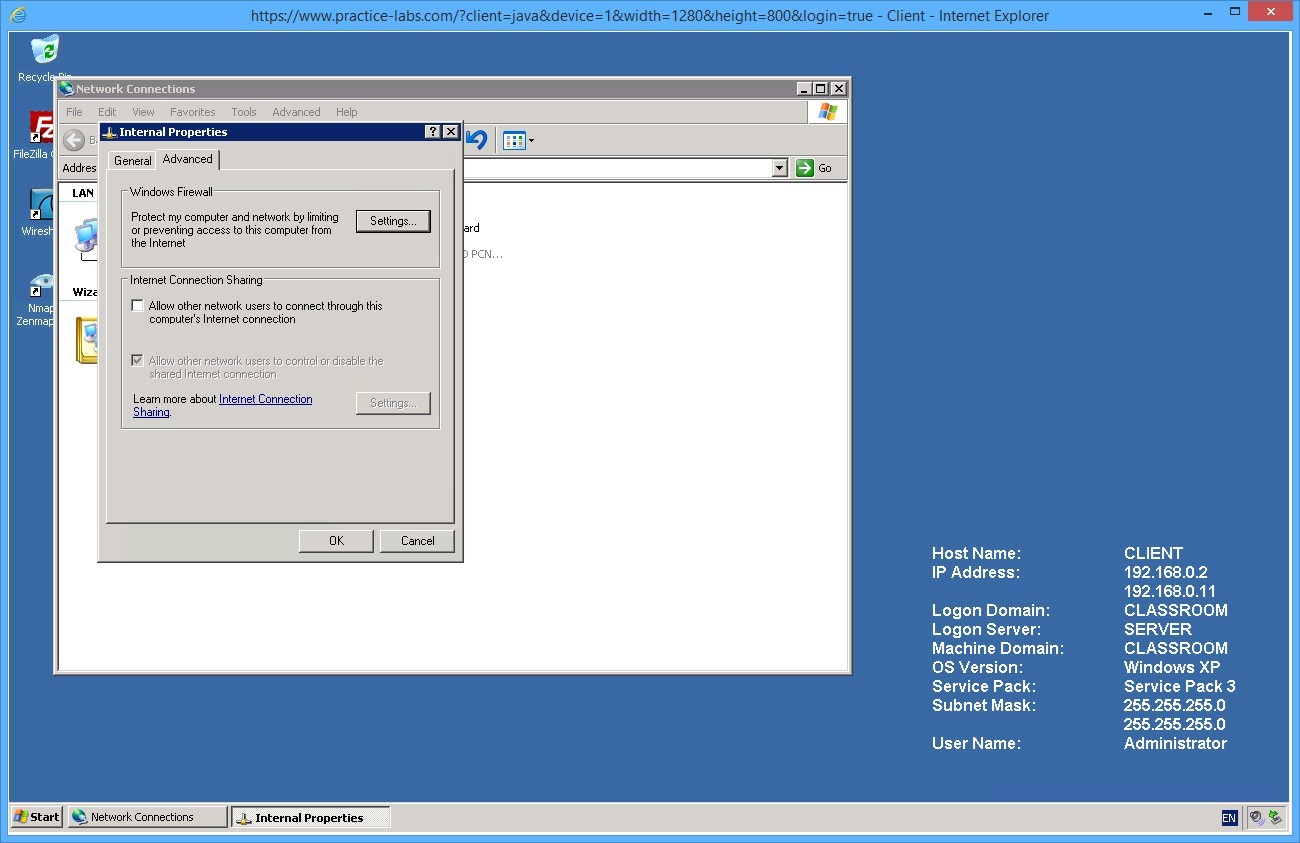 https://www.practice-labs.com/?client=java&device=1&width=1280&height=800&login=true - Client - Internet Explorer
Recycle Bin
Network Connections
File Edit View Favorites Tools Advanced Help
FileZilla
Internal Properties
General Advanced
Addres
Go
LAN
Windows Firewall
Protect my computer and network by limiting
or preventing access to this computer from
the Internet
Settings...
ard
PCN...
Wiresh
Internet Connection Sharing
Allow other network users to connect through this
computer's Internet connection
Wiza
Nmap
Zenmap
Allow other network users to control or disable the
shared Internet connection
Learn more about Internet Connection
Sharing.
Settings...
OK Cancel
Host Name: CLIENT
IP Address: 192.168.0.2
192.168.0.11
Logon Domain: CLASSROOM
Logon Server: SERVER
Machine Domain: CLASSROOM
OS Version: Windows XP
Service Pack: Service Pack 3
Subnet Mask: 255.255.255.0
255.255.255.0
User Name: Administrator
Start Network Connections Internal Properties EN